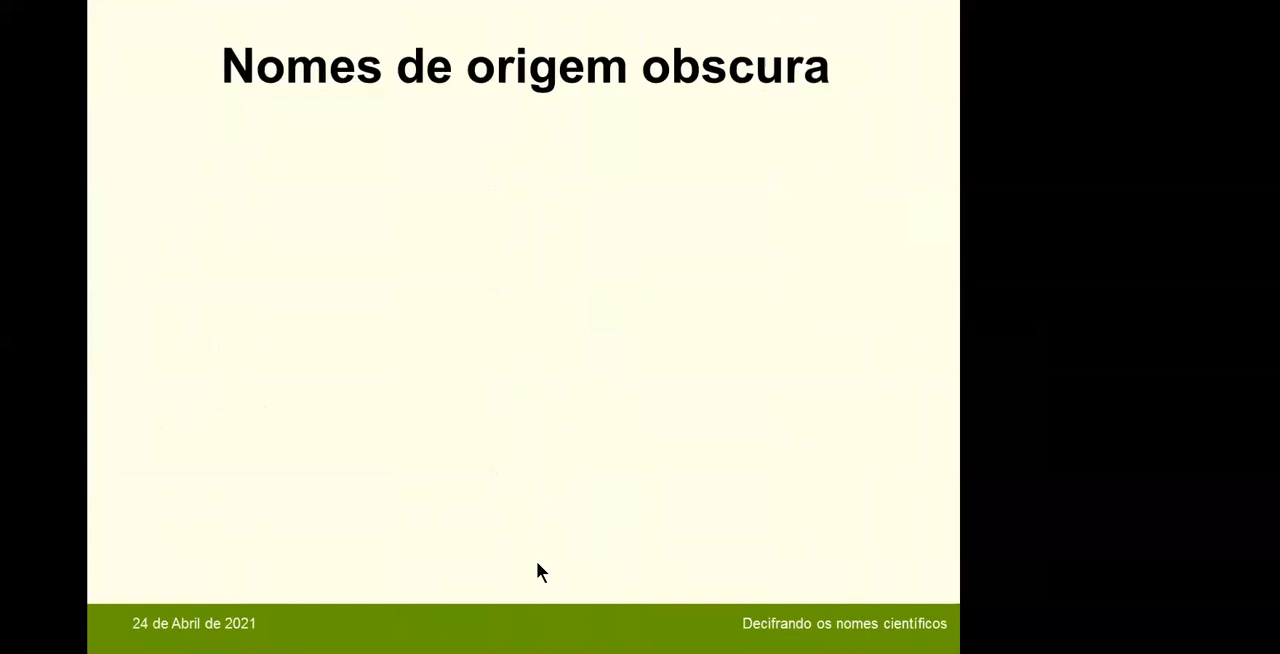 Nomes de origem obscura
24 de Abril de 2021
Decifrando os nomes científicos